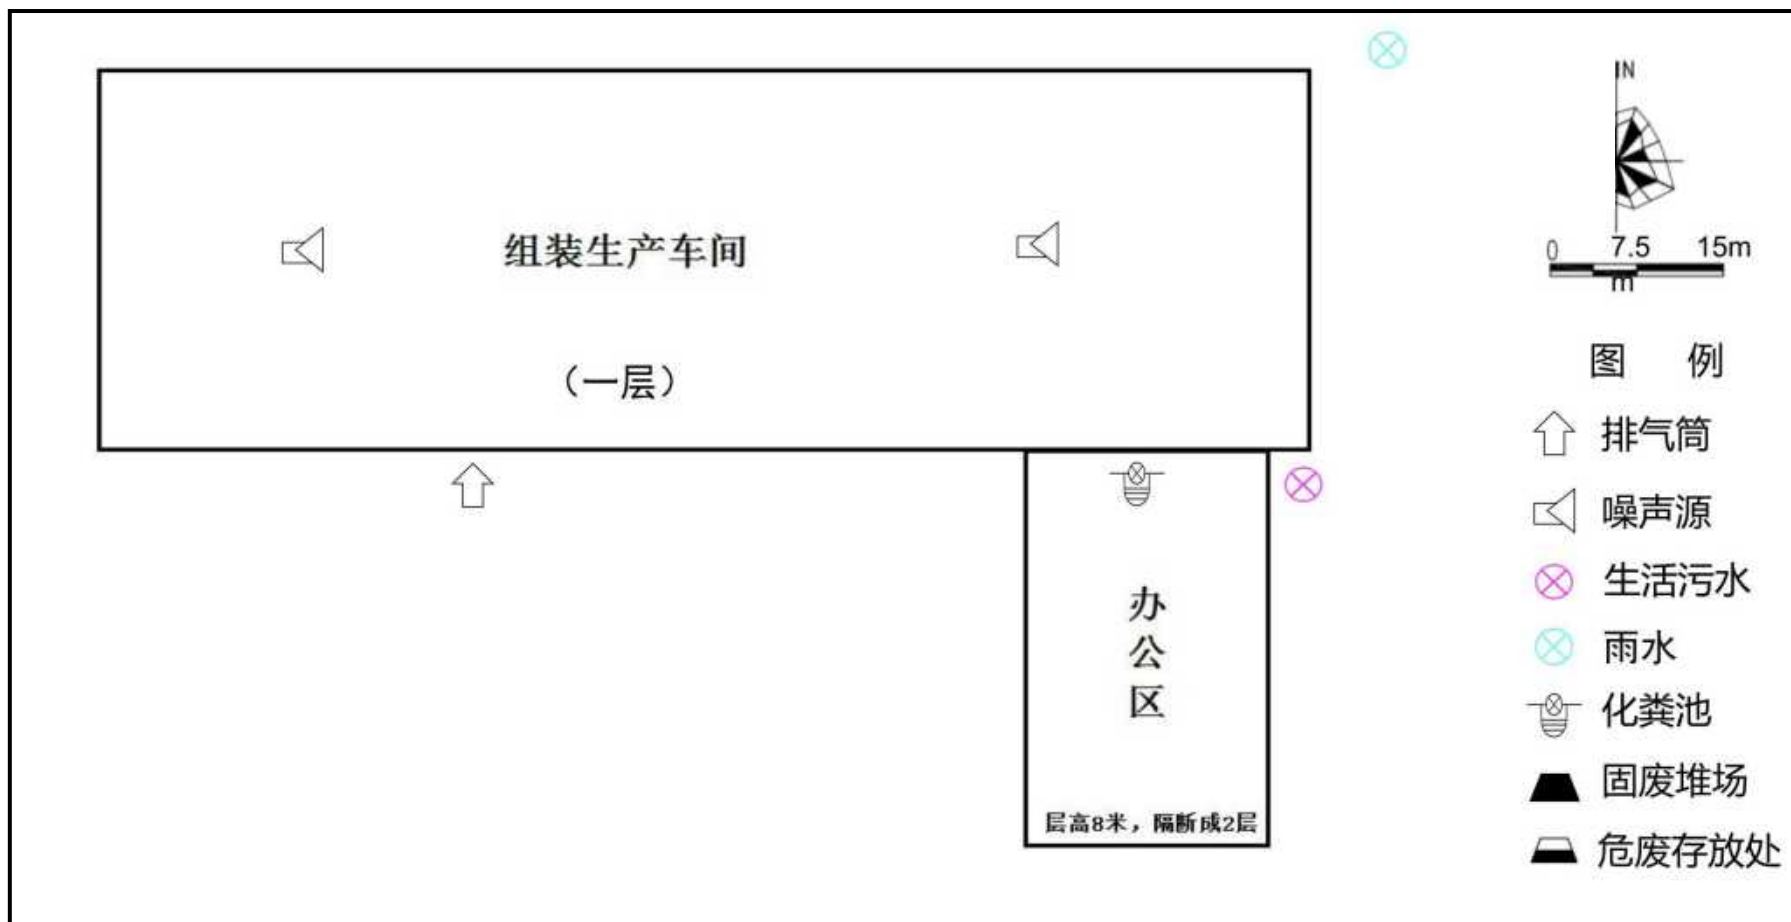 IN
组装生产车间
（一层）
0 7.5 15m
m
图 例
排气筒
噪声源
生活污水
雨水
化粪池
固废堆场
危废存放处
办
公
区
层高8米，隔断成2层